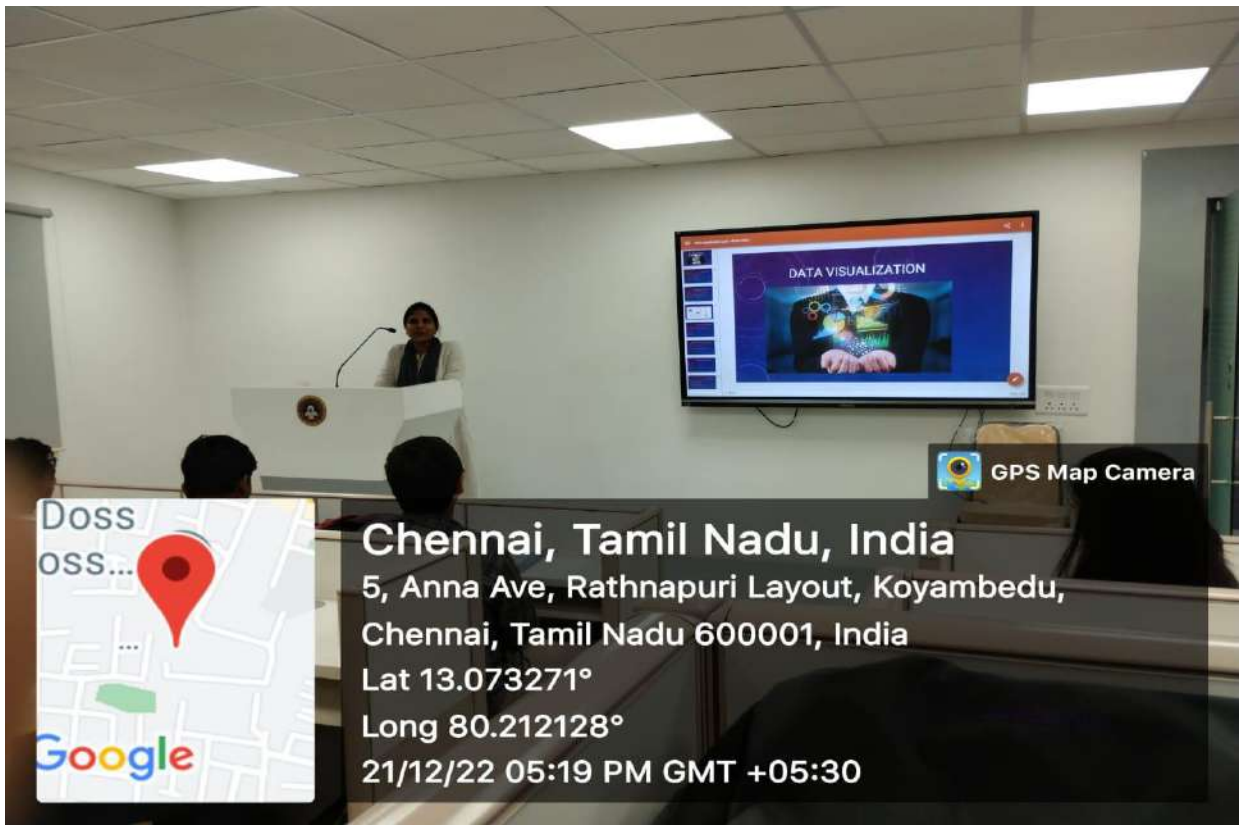 DATA VISUALIZATION
GPS Map Camera
Doss
oss...
...
Google
Chennai, Tamil Nadu, India
5, Anna Ave, Rathnapuri Layout, Koyambedu,
Chennai, Tamil Nadu 600001, India
Lat 13.073271°
Long 80.212128°
21/12/22 05:19 PM GMT +05:30